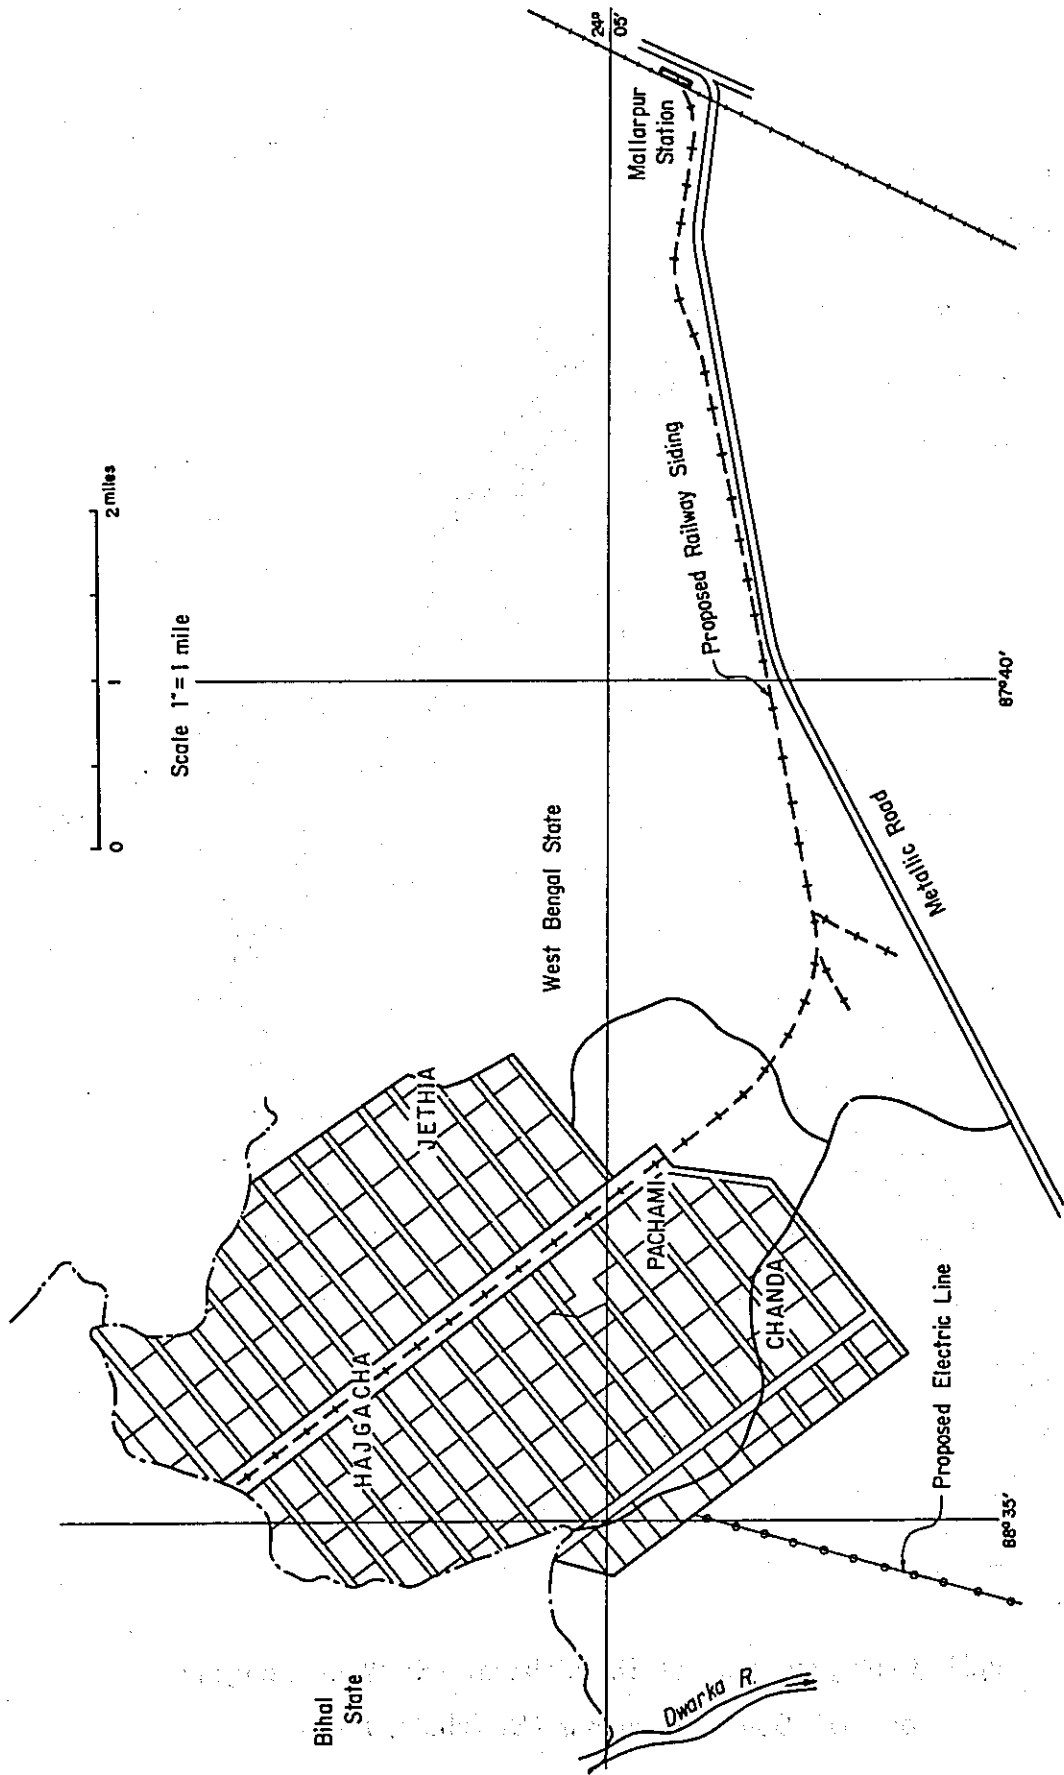 0 1 2 miles
Scale 1" = 1 mile
24°
05'
Mallarpur
Station
Proposed Railway Siding
West Bengal State
87°40'
Metallic Road
JETHIA
PACHAMI
CHANDA
HAJGACHA
Proposed Electric Line
88°35'
Bihal
State
Dwarka R.